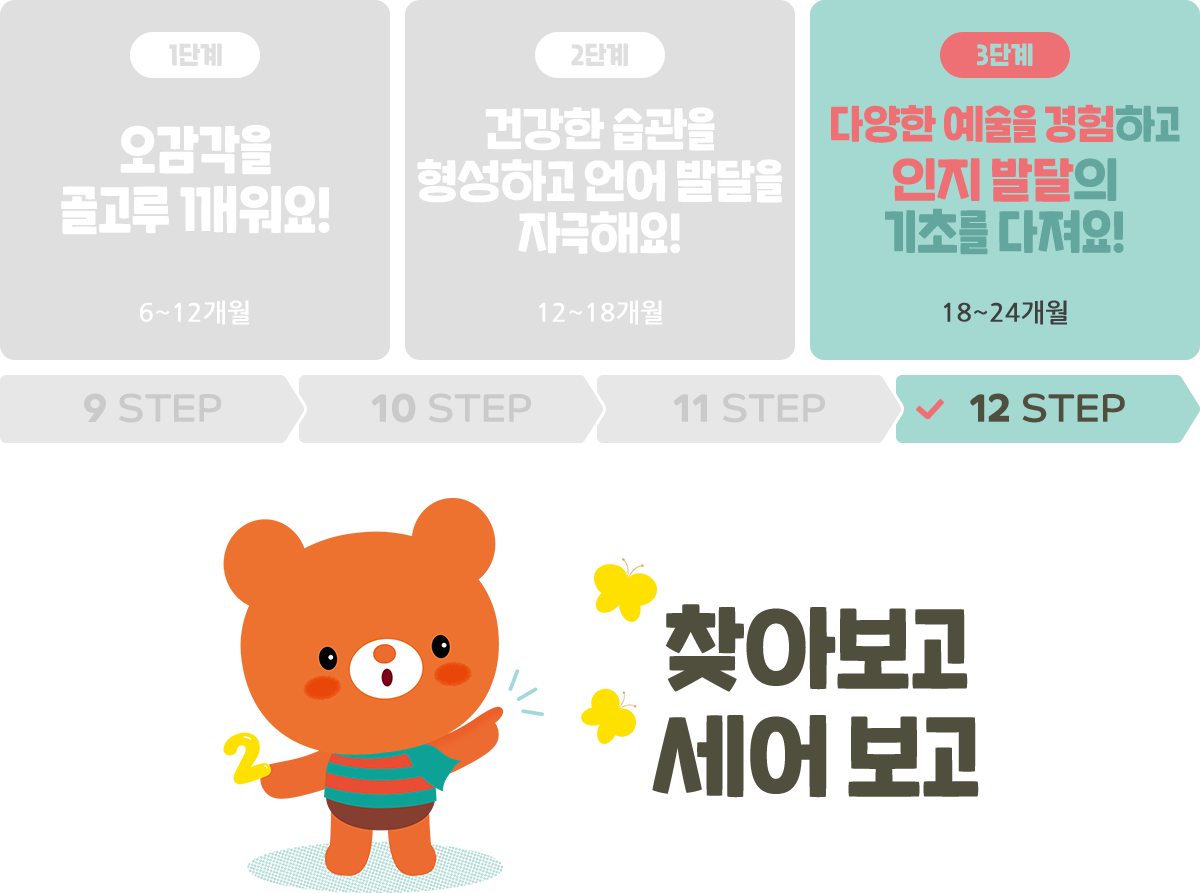 1단계
오감각을
골고루 깨워요!
6~12개월
2단계
건강한 습관을
형성하고 언어 발달을
자극해요!
12~18개월
3단계
다양한 예술을 경험하고
인지 발달의
기초를 다져요!
18~24개월
9 STEP
10 STEP
11 STEP
12 STEP
2
찾아보고
세어 보고